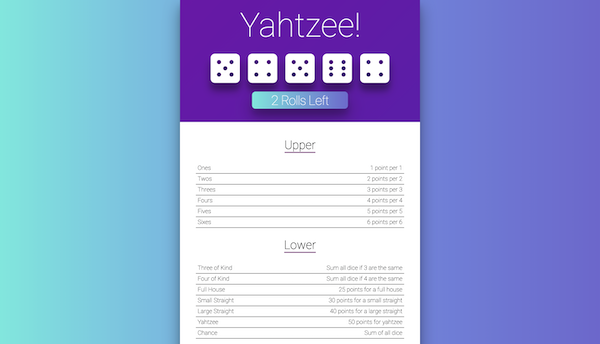 Yahtzee!
2 Rolls Left
Upper
Ones 1 point per 1
Twos 2 points per 2
Threes 3 points per 3
Fours 4 points per 4
Fives 5 points per 5
Sixes 6 points per 6
Lower
Three of Kind Sum all dice if 3 are the same
Four of Kind Sum all dice if 4 are the same
Full House 25 points for a full house
Small Straight 30 points for a small straight
Large Straight 40 points for a large straight
Yahtzee 50 points for yahtzee
Chance Sum of all dice